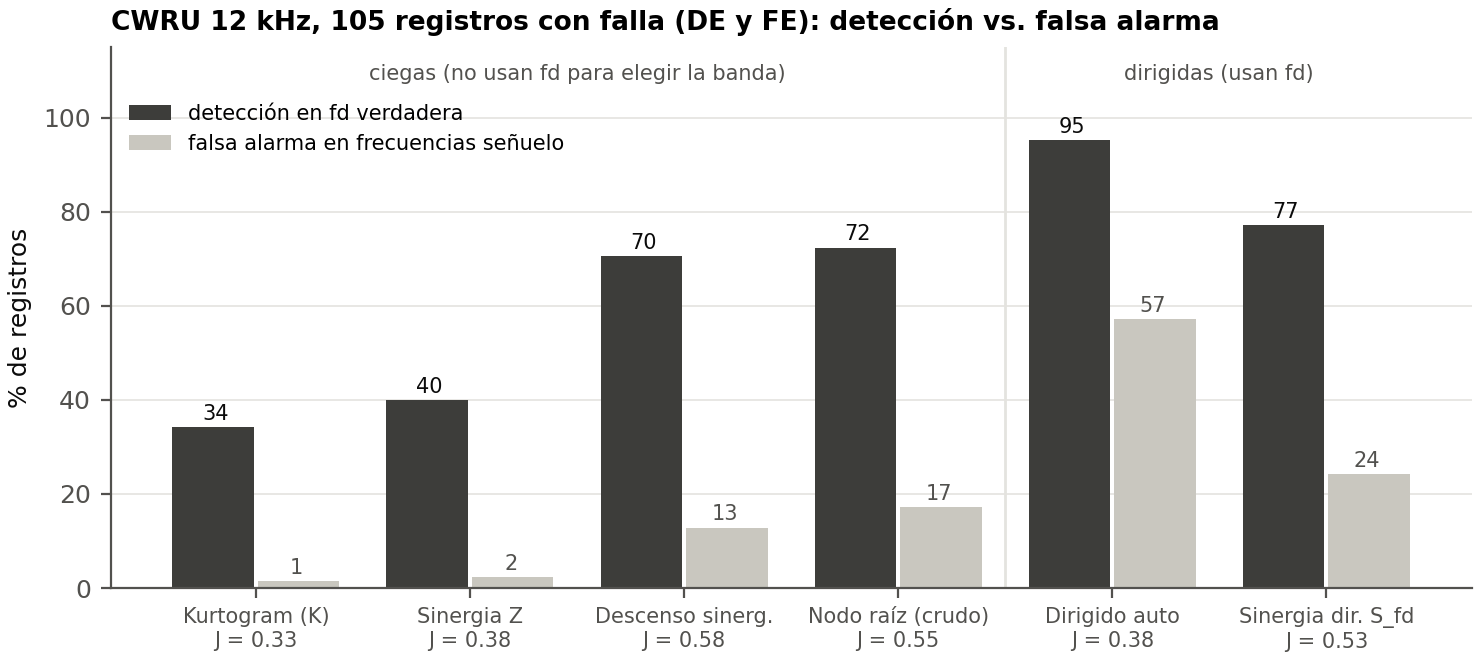 CWRU 12 kHz, 105 registros con falla (DE y FE): detección vs. falsa alarma
ciegas (no usan fd para elegir la banda)
dirigidas (usan fd)
detección en fd verdadera
falsa alarma en frecuencias señuelo
% de registros
100
80
60
40
20
0
34
1
40
2
70
13
72
17
95
57
77
24
Kurtogram (K)
J = 0.33
Sinergia Z
J = 0.38
Descenso sinerg.
J = 0.58
Nodo raíz (crudo)
J = 0.55
Dirigido auto
J = 0.38
Sinergia dir. S_fd
J = 0.53